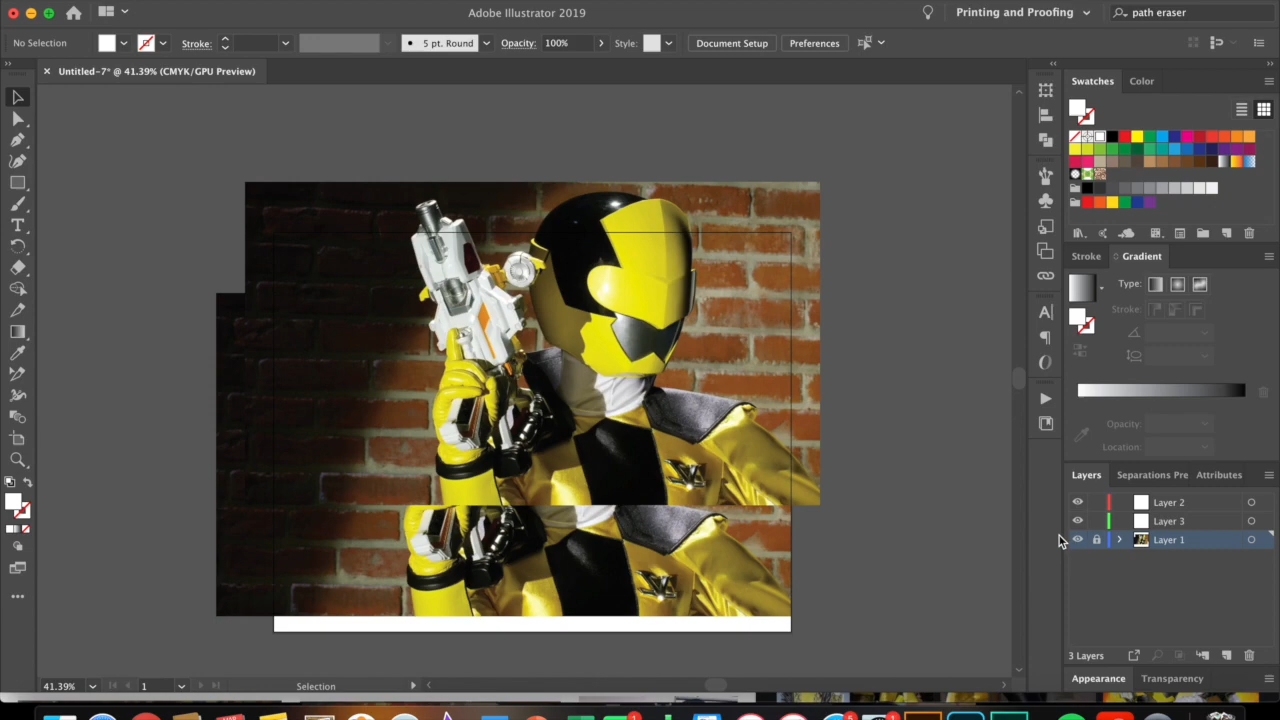 Adobe Illustrator 2019
Printing and Proofing
path eraser
No Selection
Stroke:
5 pt. Round
Opacity:
100%
Style:
Document Setup
Preferences
Untitled-7* @ 41.39% (CMYK/GPU Preview)
Swatches
Color
Stroke
Gradient
Type:
Stroke:
Opacity:
Location:
Layers
Separations Pre
Attributes
Layer 2
Layer 3
Layer 1
3 Layers
Appearance
Transparency
41.39%
1
Selection